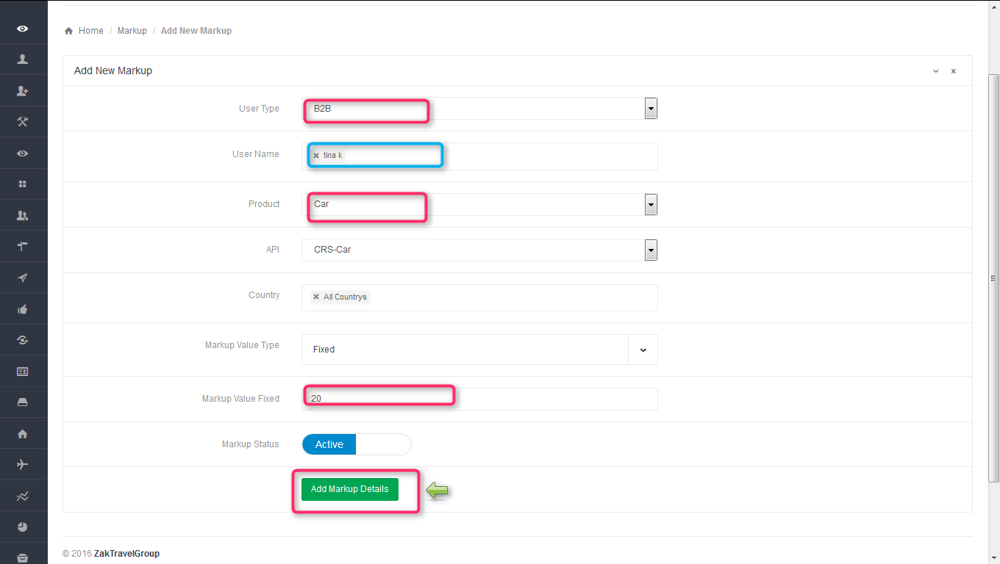 Home / Markup / Add New Markup
Add New Markup
User Type B2B
User Name × tina k
Product Car
API CRS-Car
Country × All Countrys
Markup Value Type Fixed
Markup Value Fixed 20
Markup Status Active
Add Markup Details
© 2016 ZakTravelGroup